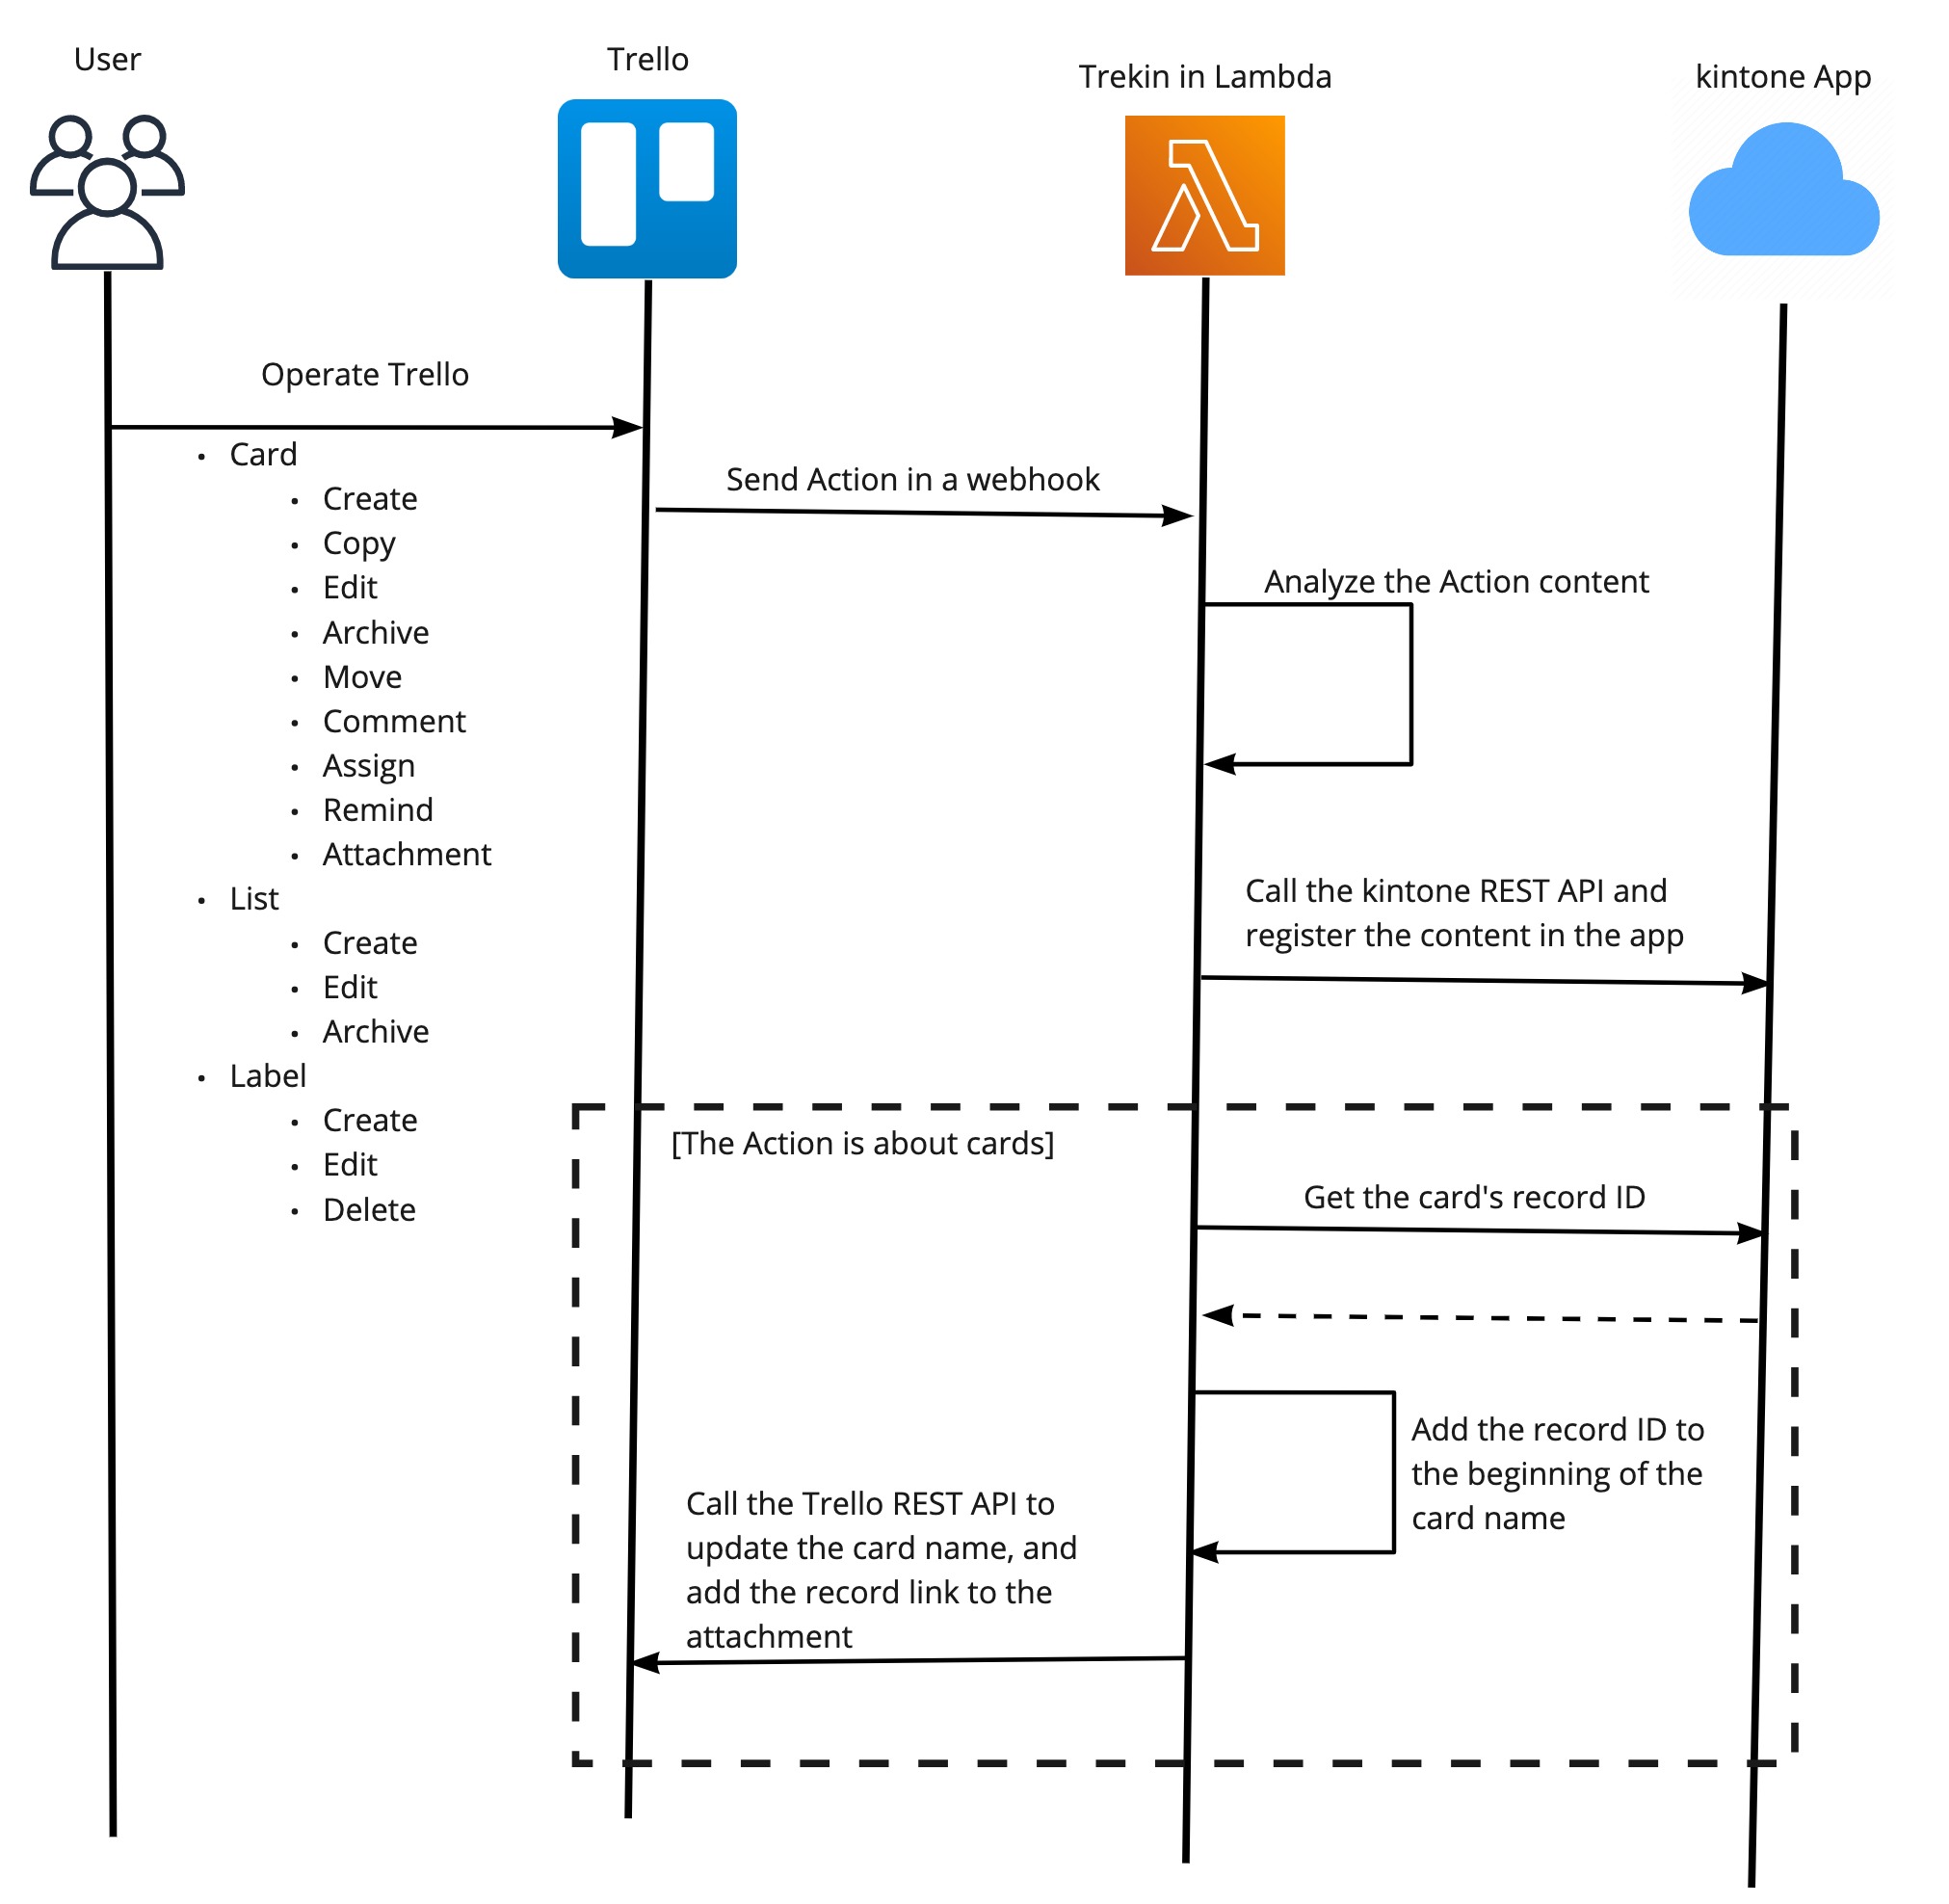 User
Trello
Trekin in Lambda
kintone App
Operate Trello
• Card
• Create
• Copy
• Edit
• Archive
• Move
• Comment
• Assign
• Remind
• Attachment
• List
• Create
• Edit
• Archive
• Label
• Create
• Edit
• Delete
Send Action in a webhook
Analyze the Action content
Call the kintone REST API and
register the content in the app
[The Action is about cards]
Get the card's record ID
Add the record ID to
the beginning of the
card name
Call the Trello REST API to
update the card name, and
add the record link to the
attachment